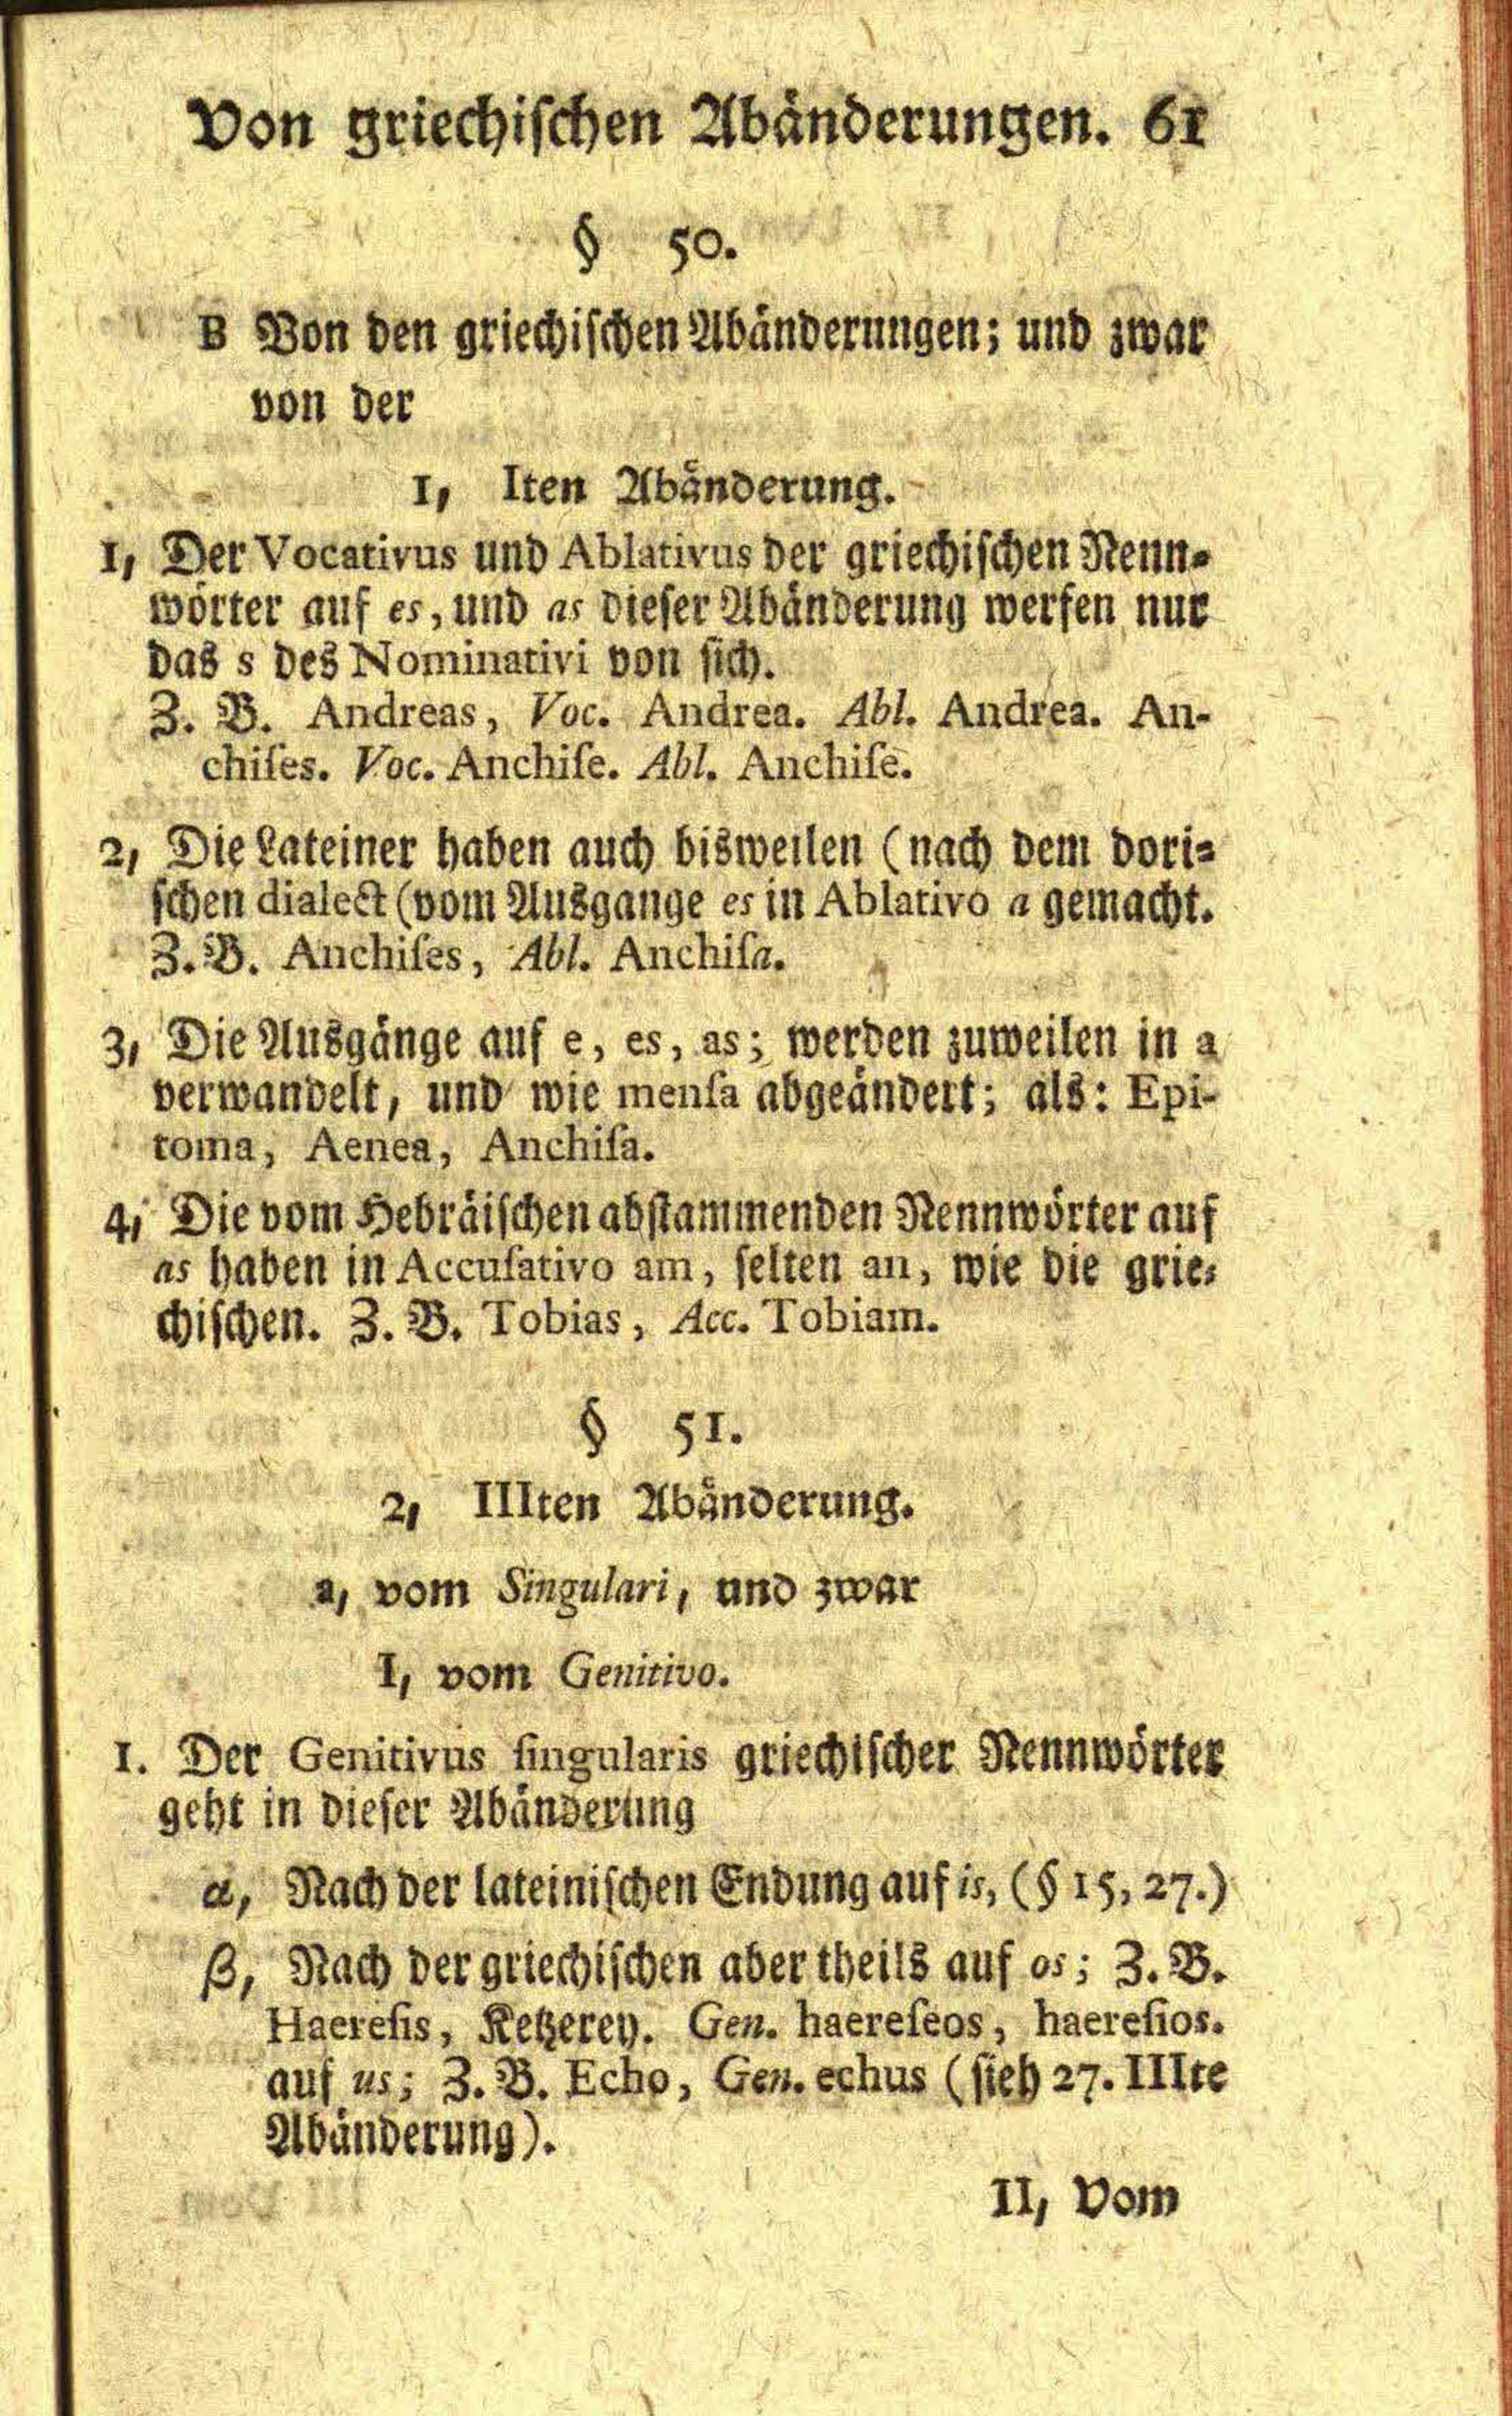 Von griechiſchen Abänderungen. 61
§ 50.
B Von den griechiſchen Abänderungen; und zwar
von der
1, Iten Abänderung.
1, Der Vocativus und Ablativus der griechiſchen Nenn-
wörter auf es, und as dieſer Abänderung werfen nur
das s des Nominativi von ſich.
Z. B. Andreas, Voc. Andrea. Abl. Andrea. An-
chiſes. Voc. Anchiſe. Abl. Anchiſe.
2, Die Lateiner haben auch bisweilen (nach dem dori-
ſchen dialect (vom Ausgange es in Ablativo a gemacht.
Z. B. Anchiſes, Abl. Anchiſa.
3, Die Ausgänge auf e, es, as; werden zuweilen in a
verwandelt, und wie menſa abgeändert; als: Epi-
toma, Aenea, Anchiſa.
4, Die vom Hebräiſchen abſtammenden Nennwörter auf
as haben in Accuſativo am, ſelten an, wie die grie-
chiſchen. Z. B. Tobias, Acc. Tobiam.
§ 51.
2, IIIten Abänderung.
a, vom Singulari, und zwar
I, vom Genitivo.
1. Der Genitivus ſingularis griechiſcher Nennwörter
geht in dieſer Abänderung
α, Nach der lateiniſchen Endung auf is, (§ 15, 27.)
β, Nach der griechiſchen aber theils auf os; Z. B.
Haereſis, Ketzerey. Gen. haereſeos, haereſios.
auf us; Z. B. Echo, Gen. echus (ſieh 27. IIIte
Abänderung).
II, Vom